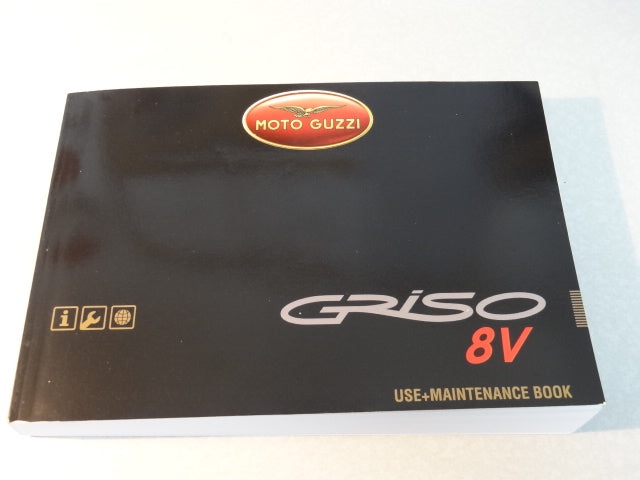 MOTO GUZZI
GRiSO
8V
USE+MAINTENANCE BOOK
i